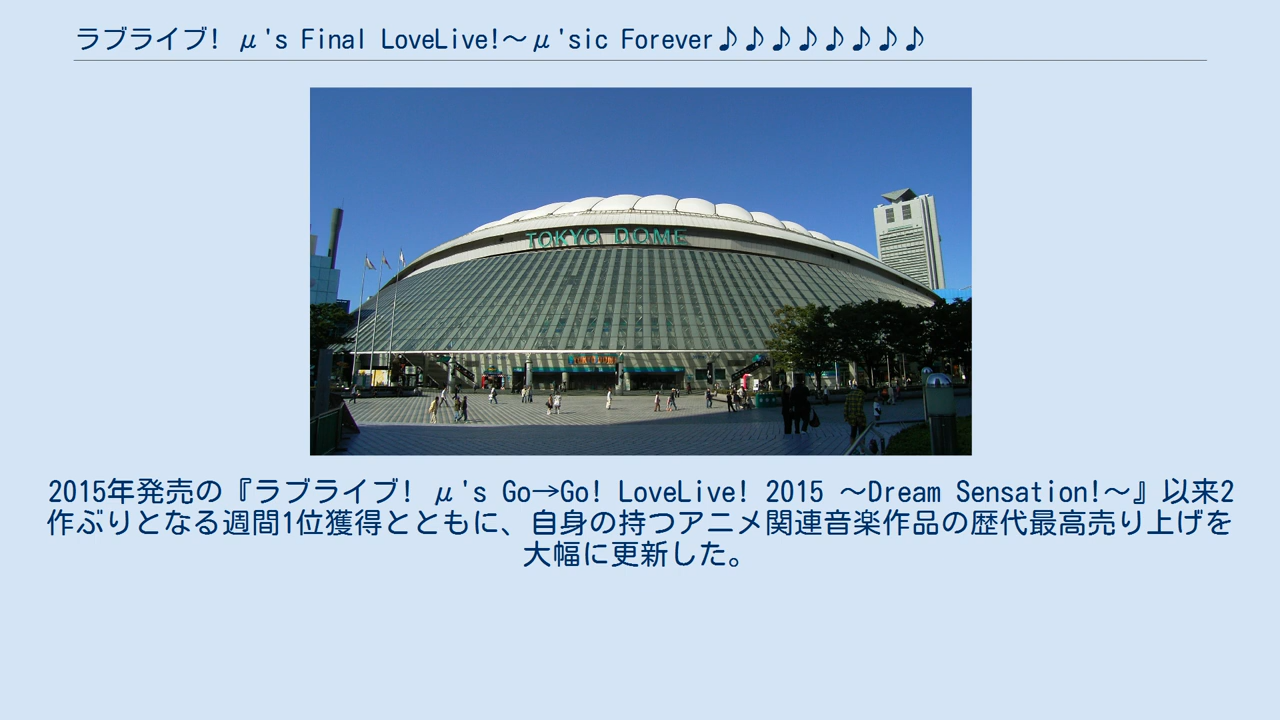 ラブライブ! μ's Final LoveLive!〜μ'sic Forever♪♪♪♪♪♪♪♪
TOKYO DOME
TOKYO DOME
2015年発売の『ラブライブ! μ's Go→Go! LoveLive! 2015 〜Dream Sensation!〜』以来2
作ぶりとなる週間1位獲得とともに、自身の持つアニメ関連音楽作品の歴代最高売り上げを
大幅に更新した。